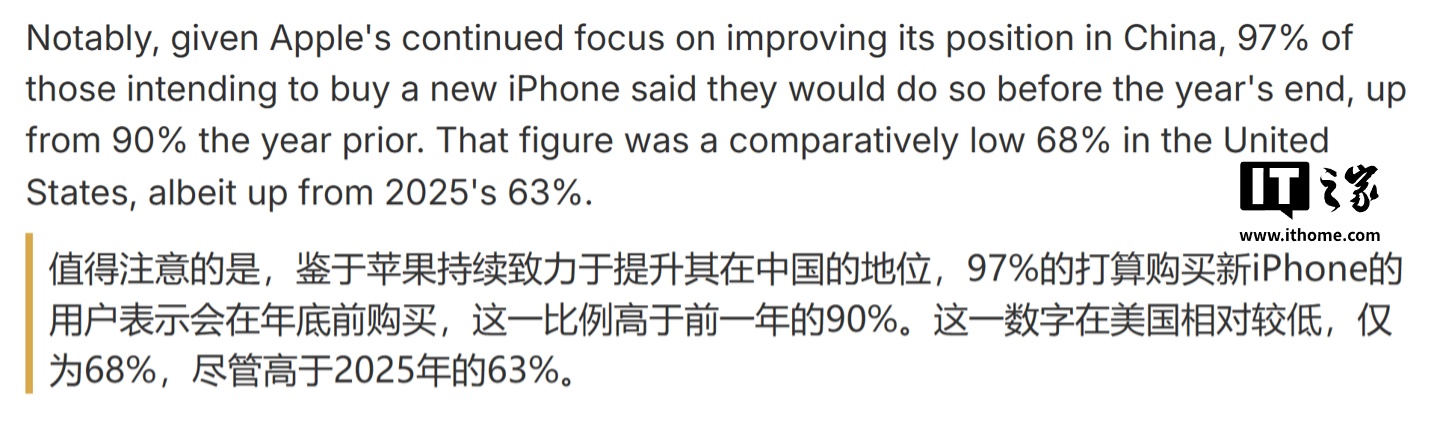 Notably, given Apple's continued focus on improving its position in China, 97% of
those intending to buy a new iPhone said they would do so before the year's end, up
from 90% the year prior. That figure was a comparatively low 68% in the United
States, albeit up from 2025's 63%.
IT之家
www.ithome.com
值得注意的是，鉴于苹果持续致力于提升其在中国的地位，97%的打算购买新iPhone的
用户表示会在年底前购买，这一比例高于前一年的90%。这一数字在美国相对较低，仅
为68%，尽管高于2025年的63%。